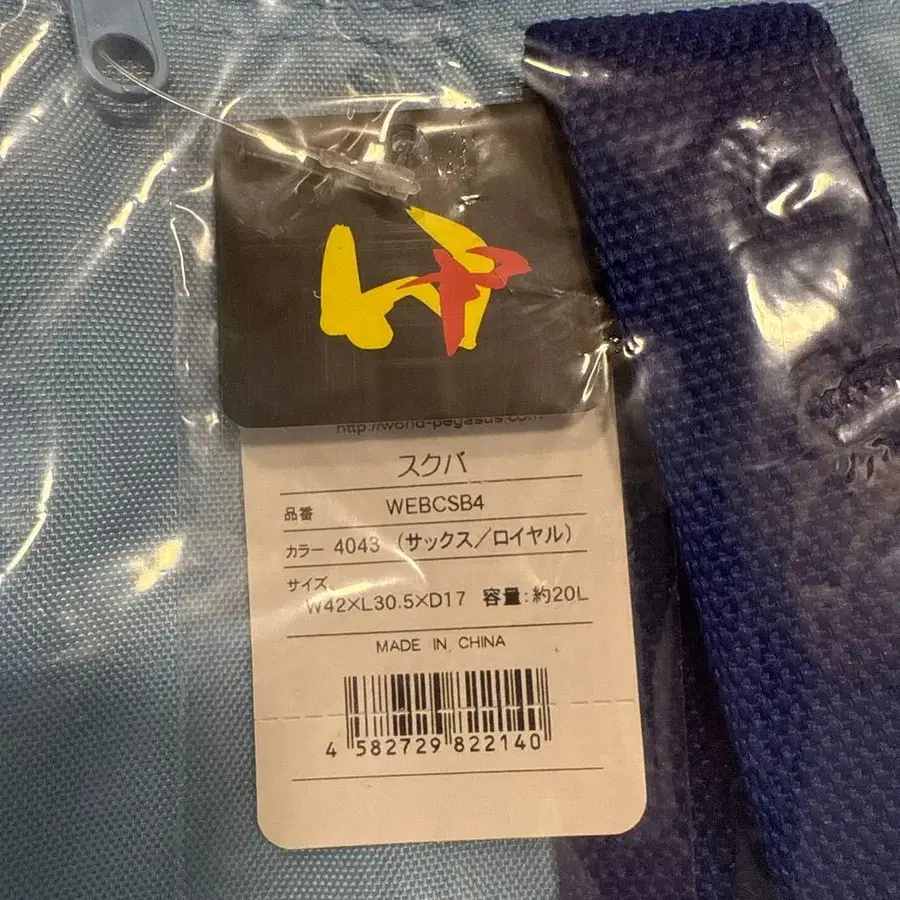 http://world-pegasus.com
スクバ
品番 WEBCSB4
カラー 4043 (サックス/ロイヤル)
サイズ
W42×L30.5×D17 容量:約20L
MADE IN CHINA
4 582729 822140